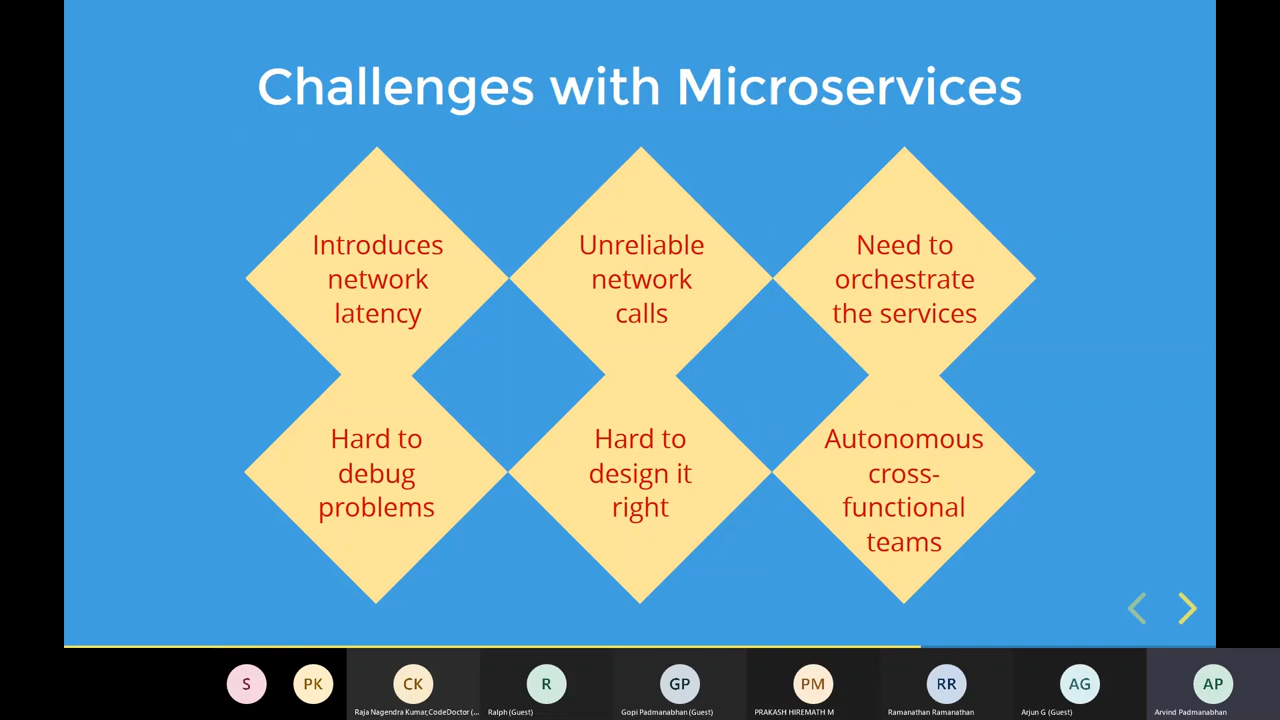 Challenges with Microservices
Introduces
network
latency
Unreliable
network
calls
Need to
orchestrate
the services
Hard to
debug
problems
Hard to
design it
right
Autonomous
cross-
functional
teams
S
PK
CK
R
GP
PM
RR
AG
AP
Raja Nagendra Kumar,CodeDoctor (...
Ralph (Guest)
Gopi Padmanabhan (Guest)
PRAKASH HIREMATH M
Ramanathan Ramanathan
Arjun G (Guest)
Arvind Padmanabhan